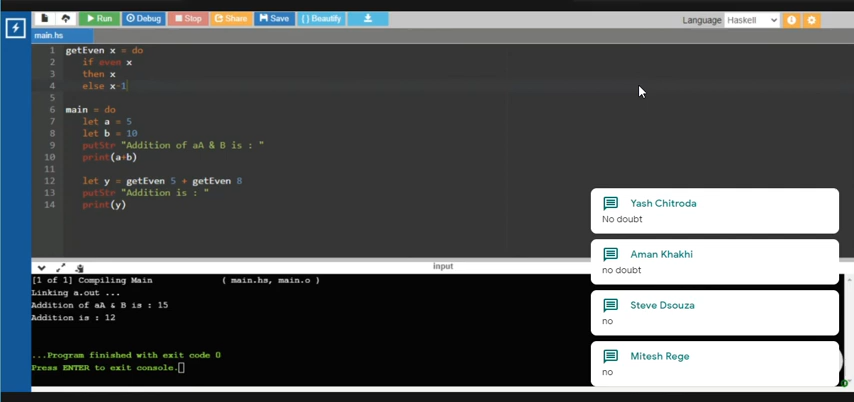 Run Debug Stop Share Save {} Beautify Language Haskell
main.hs
1 getEven x = do
2 if even x
3 then x
4 else x-1
5
6 main = do
7 let a = 5
8 let b = 10
9 putStr "Addition of aA & B is : "
10 print(a+b)
11
12 let y = getEven 5 + getEven 8
13 putStr "Addition is : "
14 print(y)
input
[1 of 1] Compiling Main ( main.hs, main.o )
Linking a.out ...
Addition of aA & B is : 15
Addition is : 12
...Program finished with exit code 0
Press ENTER to exit console.
Yash Chitroda
No doubt
Aman Khakhi
no doubt
Steve Dsouza
no
Mitesh Rege
no